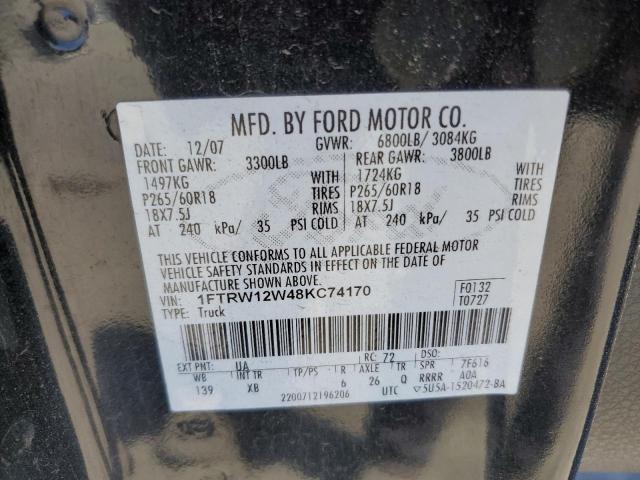 MFD. BY FORD MOTOR CO.
DATE: 12/07 GVWR: 6800LB/ 3084KG
FRONT GAWR: 3300LB REAR GAWR: 3800LB
1497KG WITH 1724KG WITH
P265/60R18 TIRES P265/60R18 TIRES
18X7.5J RIMS 18X7.5J RIMS
AT 240 kPa/ 35 PSI COLD AT 240 kPa/ 35 PSI COLD
THIS VEHICLE CONFORMS TO ALL APPLICABLE FEDERAL MOTOR
VEHICLE SAFETY STANDARDS IN EFFECT ON THE DATE OF
MANUFACTURE SHOWN ABOVE.
VIN: 1FTRW12W48KC74170 F0132
TYPE: Truck T0727
EXT PNT: UA RC: 72 DSO:
WB INT TR TP/PS R AXLE TR SPR 7F616
139 XB 6 26 Q RRRR A0A
2200712196206 UTC ▽5U5A-1520472-BA